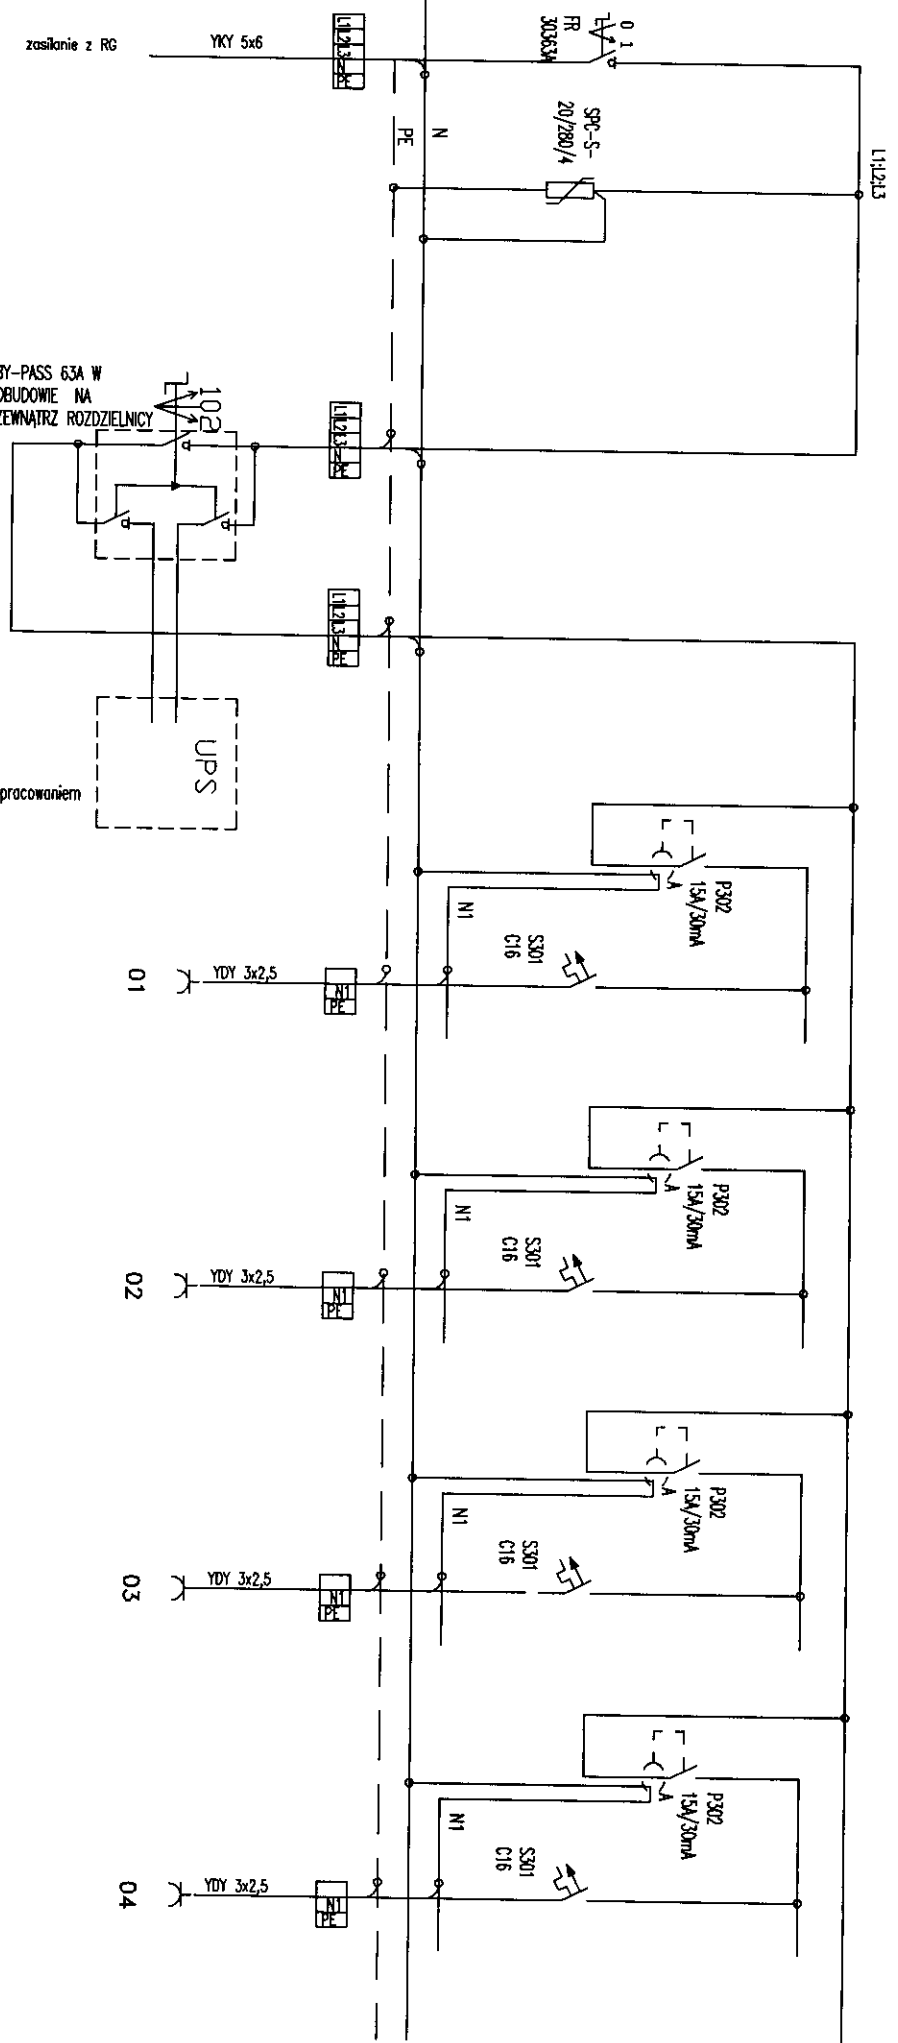 zasilanie z RG
YKY 5x6
L1L2L3 N PE
0 1
FR
30363A
L1;L2;L3
SPC-S-
20/280/4
N
PE
BY-PASS 63A W
OBUDOWIE NA
ZEWNĄTRZ ROZDZIELNICY
1 0 2
L1L2L3 N PE
L1L2L3 N PE
UPS
pracowaniem
P302
15A/30mA
N1
S301
C16
N1
PE
YDY 3x2,5
01
P302
15A/30mA
N1
S301
C16
N1
PE
YDY 3x2,5
02
P302
15A/30mA
N1
S301
C16
N1
PE
YDY 3x2,5
03
P302
15A/30mA
N1
S301
C16
N1
PE
YDY 3x2,5
04